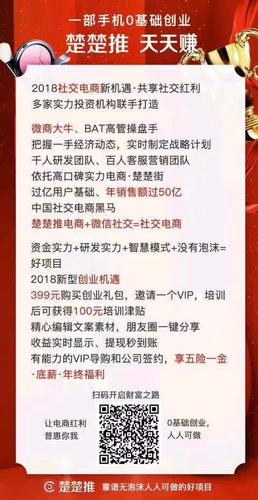 一部手机0基础创业
楚楚推 天天赚
2018社交电商新机遇·共享社交红利
多家实力投资机构联手打造
微商大牛、BAT高管操盘手
把握一手经济动态，实时制定战略计划
千人研发团队、百人客服营销团队
依托高口碑实力电商·楚楚街
过亿用户基础、年销售额过50亿
中国社交电商黑马
楚楚推电商+微信社交=社交电商
资金实力+研发实力+智慧模式+没有泡沫=
好项目
2018新型创业机遇
399元购买创业礼包，邀请一个VIP，培训
后可获得100元培训津贴
精心编辑文案素材，朋友圈一键分享
收益实时显示、提现秒到账
有能力的VIP导购和公司签约，享五险一金
·底薪·年终福利
扫码开启财富之路
让电商红利
普惠你我
0基础创业，
人人可做
楚楚推 靠谱无泡沫人人可做的好项目